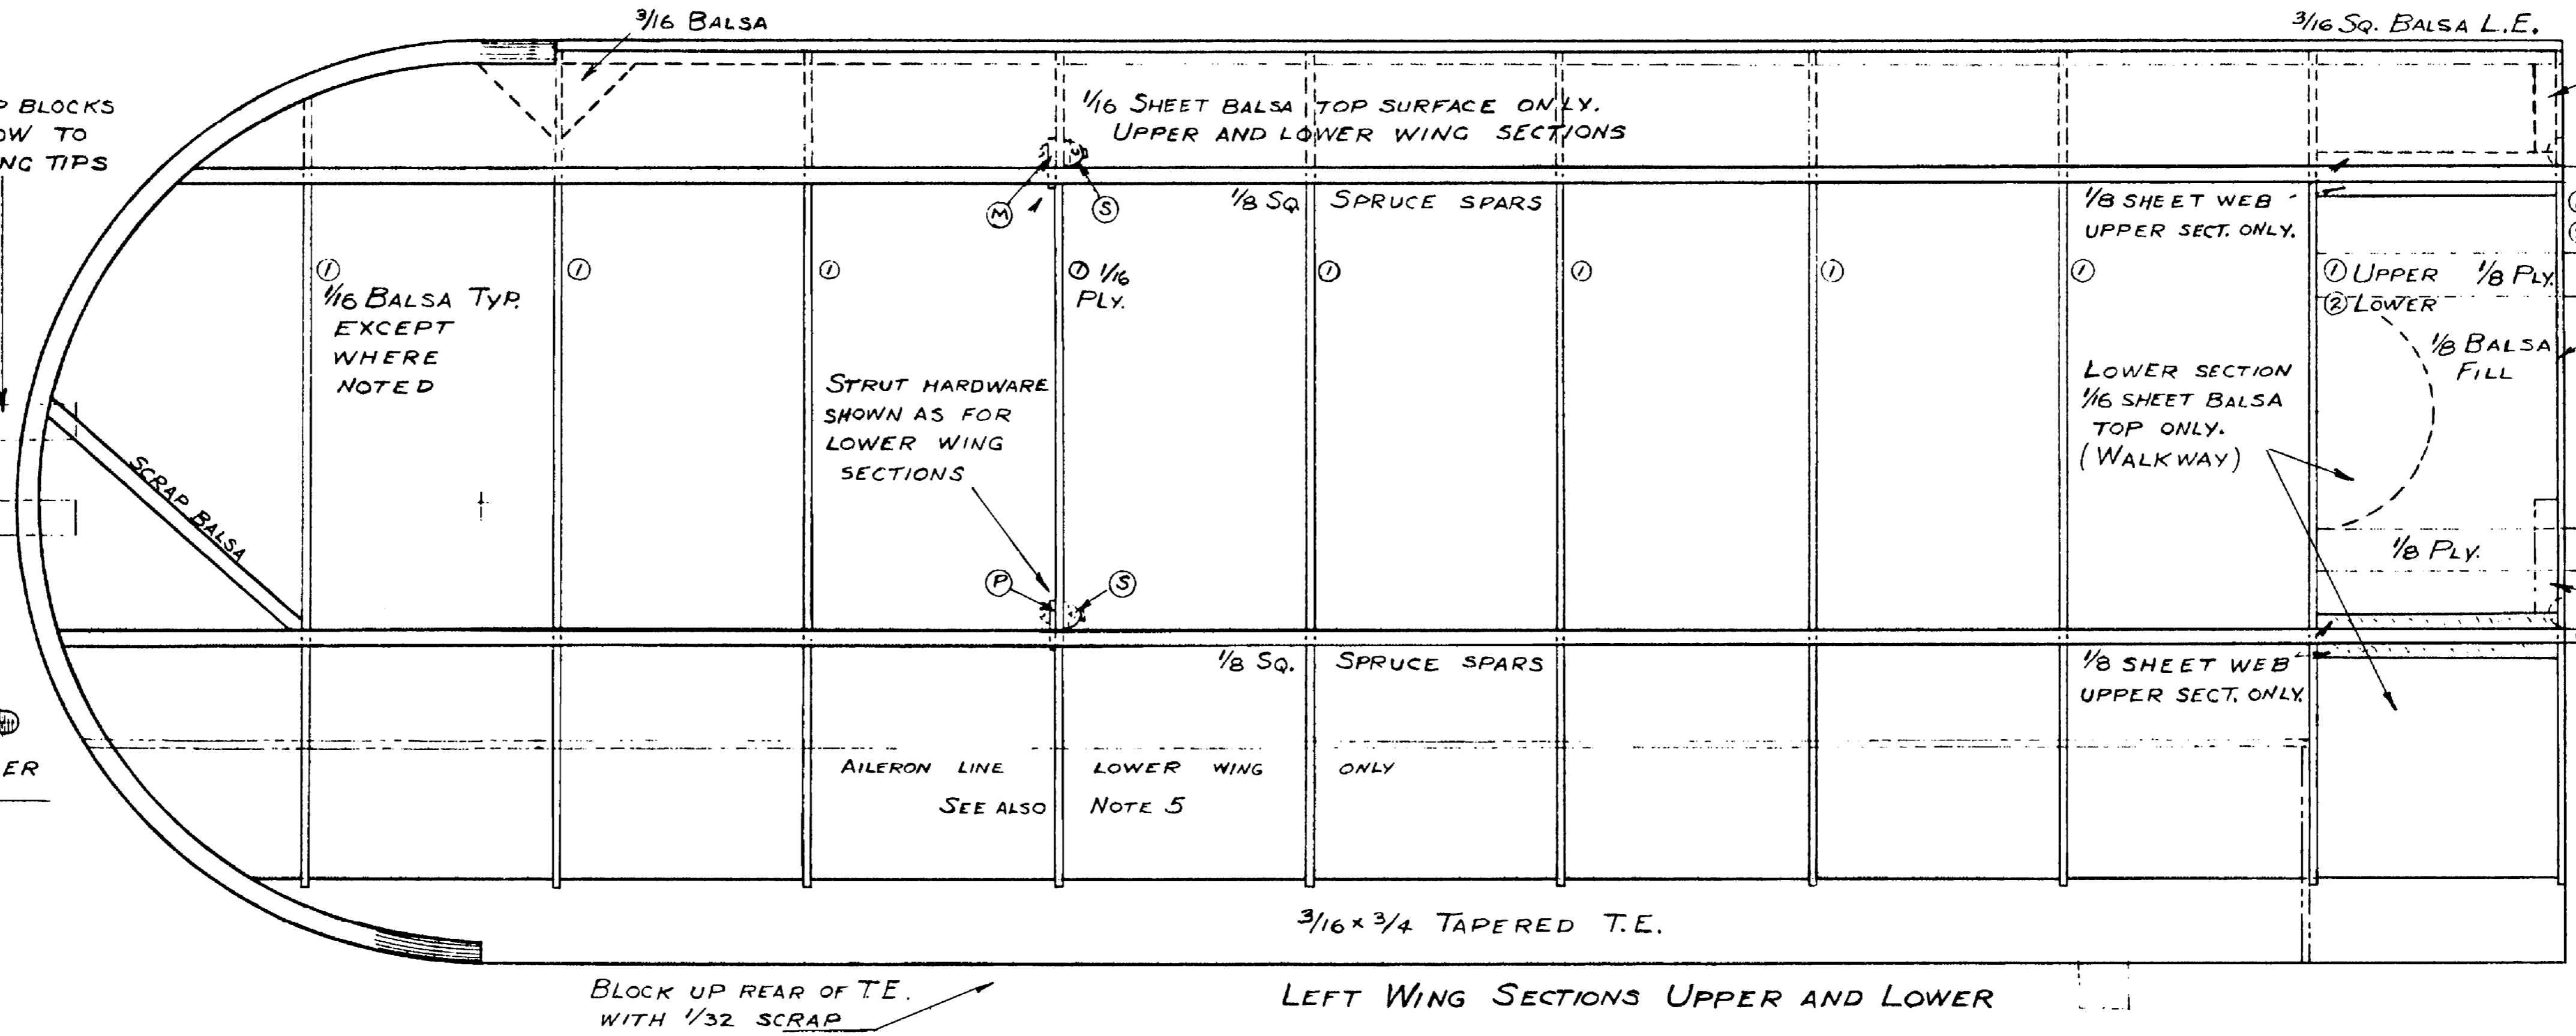 3/16 BALSA
3/16 SQ. BALSA L.E.
BLOCKS
TO
TIPS
1/16 SHEET BALSA TOP SURFACE ONLY.
UPPER AND LOWER WING SECTIONS
M
S
1/8 SQ. SPRUCE SPARS
1/8 SHEET WEB
UPPER SECT. ONLY.
1
1/16 BALSA TYP.
EXCEPT
WHERE
NOTED
1
1
1 1/16
PLY.
1
1
1
1
1 UPPER 1/8 PLY.
2 LOWER
1/8 BALSA
FILL
STRUT HARDWARE
SHOWN AS FOR
LOWER WING
SECTIONS
LOWER SECTION
1/16 SHEET BALSA
TOP ONLY.
(WALKWAY)
SCRAP BALSA
P
S
1/8 PLY.
1/8 SQ. SPRUCE SPARS
1/8 SHEET WEB
UPPER SECT. ONLY.
AILERON LINE LOWER WING ONLY
SEE ALSO NOTE 5
3/16 x 3/4 TAPERED T.E.
BLOCK UP REAR OF T.E.
WITH 1/32 SCRAP
LEFT WING SECTIONS UPPER AND LOWER